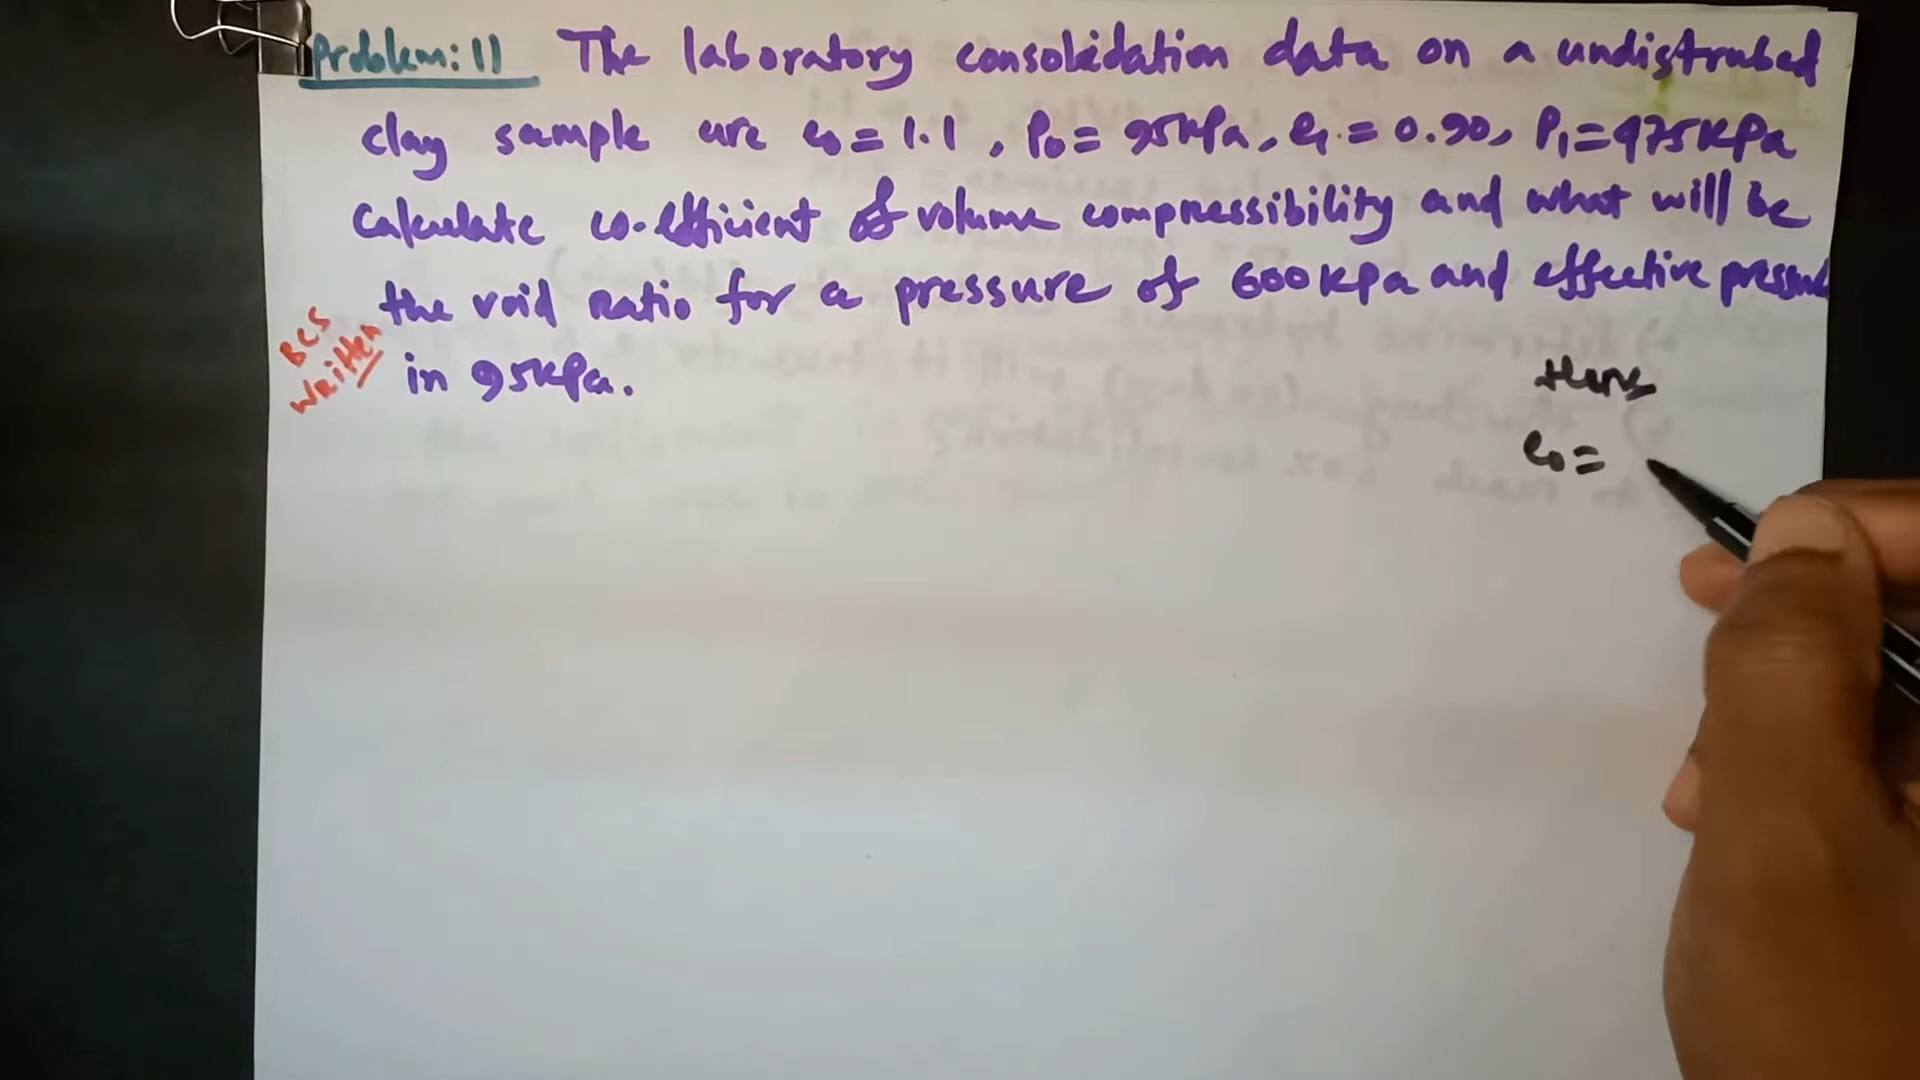 Problem: 11 The laboratory consolidation data on a undistrubed
clay sample are e₀ = 1.1, P₀ = 95kPa, e₁ = 0.90, P₁ = 475KPa
Calculate co-efficient of volume compressibility and what will be
the void ratio for a pressure of 600KPa and effective pressure
in 95KPa.
BCS
Written
Here
e₀ =